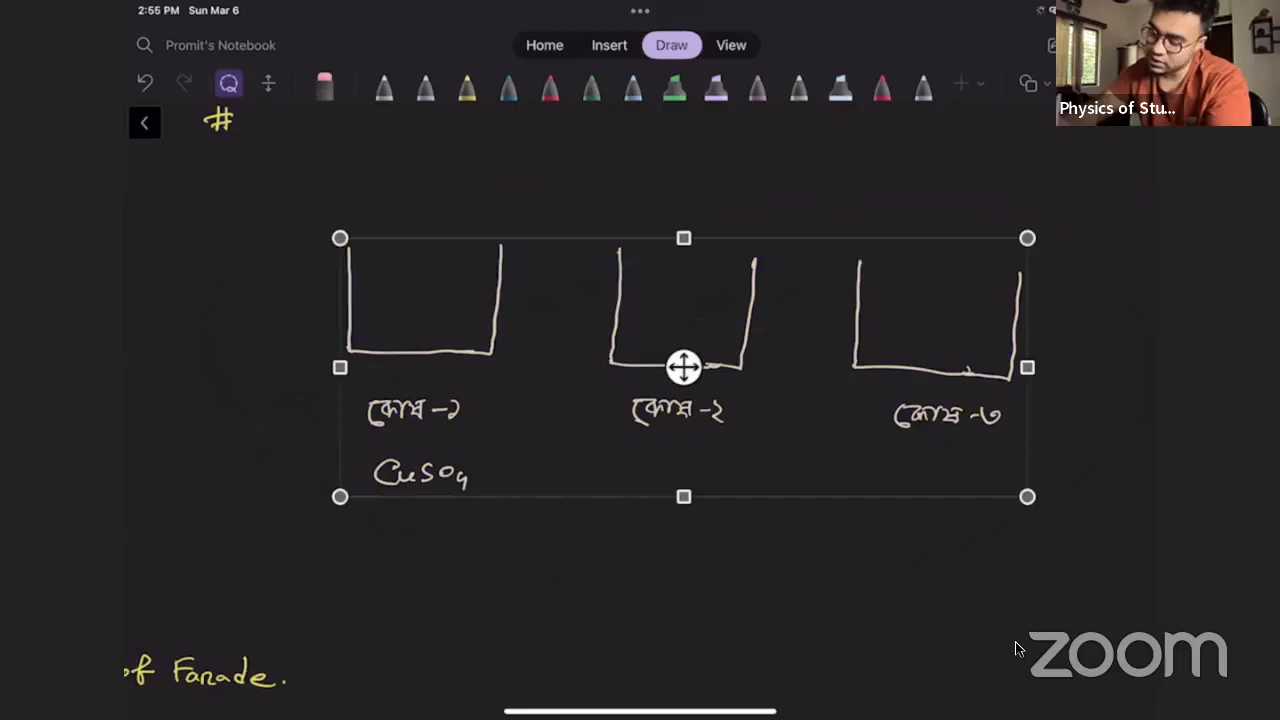 2:55 PM Sun Mar 6
Promit's Notebook
Home Insert Draw View
Physics of Stu...
#
কোষ -১ কোষ -২ কোষ -৩
CuSO4
of Farade.
zoom